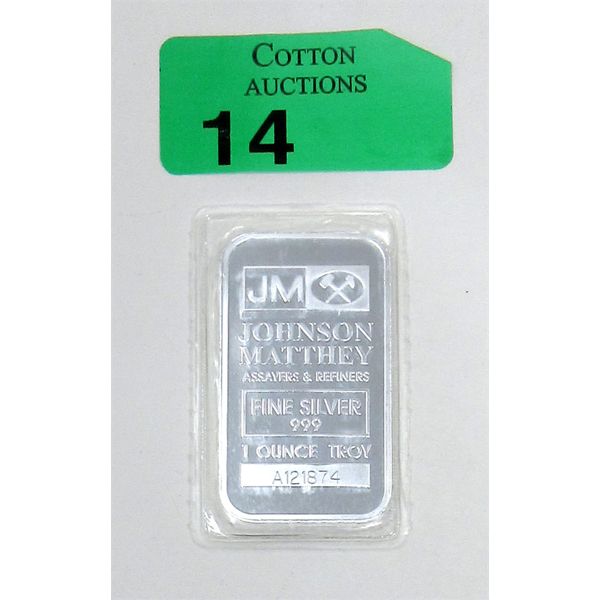 COTTON
AUCTIONS
14
JM
JOHNSON
MATTHEY
ASSAYERS & REFINERS
FINE SILVER
999
1 OUNCE TROY
A121874